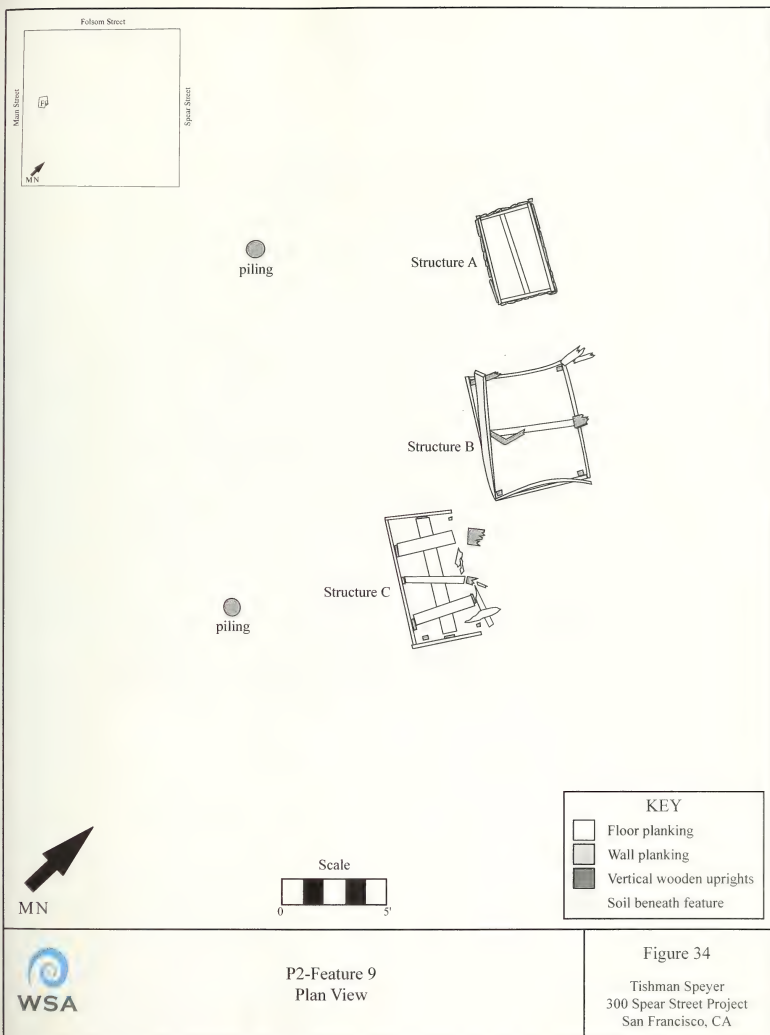 Folsom Street
Main Street
Spear Street
MN
piling
Structure A
Structure B
Structure C
piling
KEY
Floor planking
Wall planking
Vertical wooden uprights
Soil beneath feature
MN
Scale
0 5'
WSA
P2-Feature 9
Plan View
Figure 34
Tishman Speyer
300 Spear Street Project
San Francisco, CA